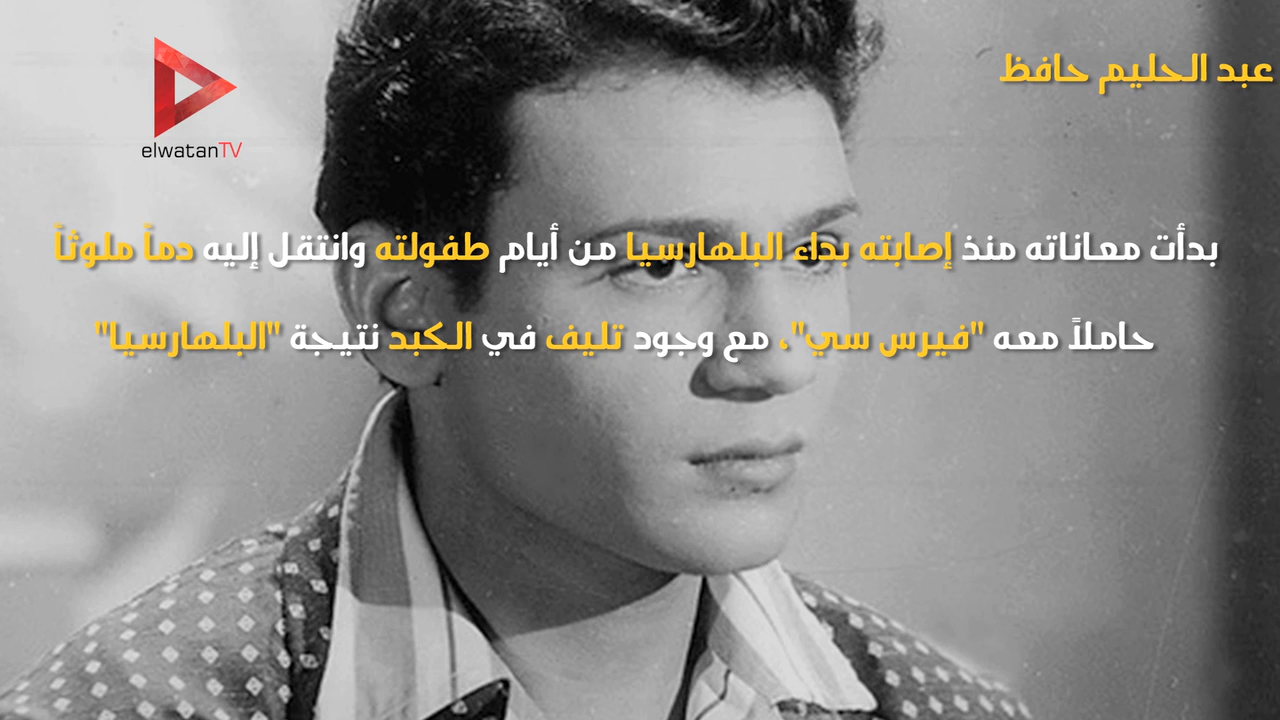 عبد الحليم حافظ
elwatanTV
بدأت معاناته منذ إصابته بداء البلهارسيا من أيام طفولته وانتقل إليه دماً ملوثاً
حاملاً معه "فيرس سي"، مع وجود تليف في الكبد نتيجة "البلهارسيا"